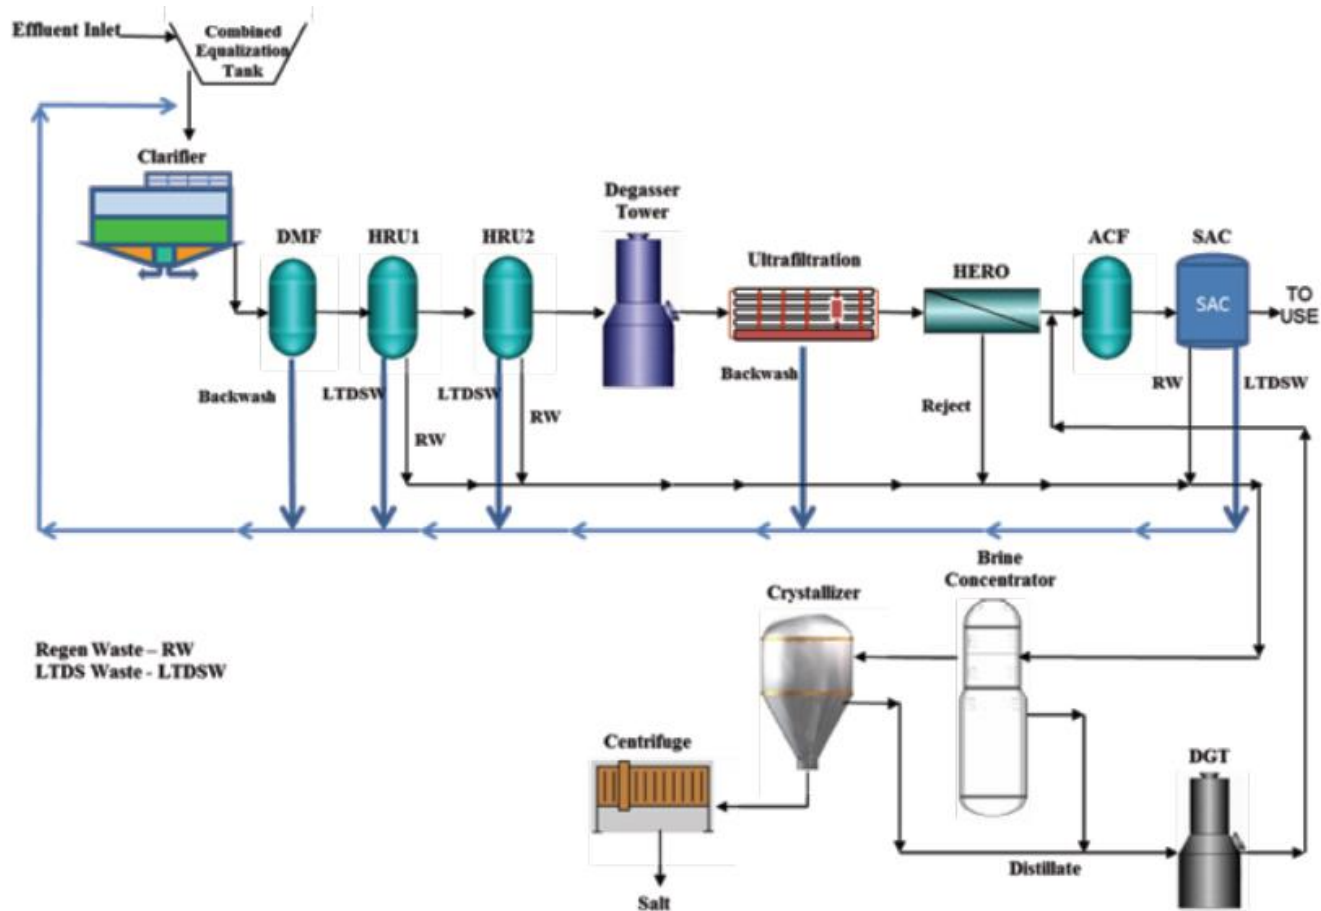 Effluent Inlet
Combined
Equalization
Tank
Clarifier
DMF
HRU1
HRU2
Degasser
Tower
Ultrafiltration
HERO
ACF
SAC
SAC
TO
USE
Backwash
LTDSW
RW
LTDSW
RW
Backwash
Reject
RW
LTDSW
Brine
Concentrator
Crystallizer
Regen Waste – RW
LTDS Waste - LTDSW
Centrifuge
DGT
Distillate
Salt